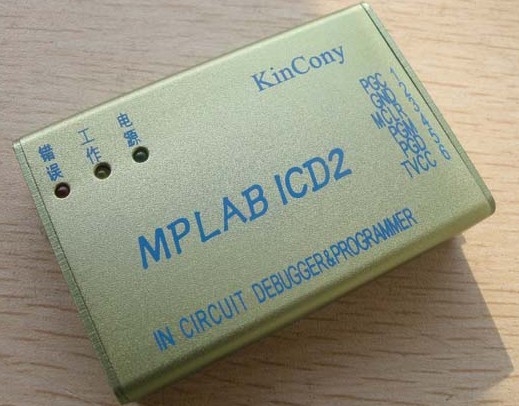 KinCony
错误
工作
电源
PGC 1
GND 2
MCLR 3
PGM 4
PGD 5
TVCC 6
MPLAB ICD2
IN CIRCUIT DEBUGGER&PROGRAMMER